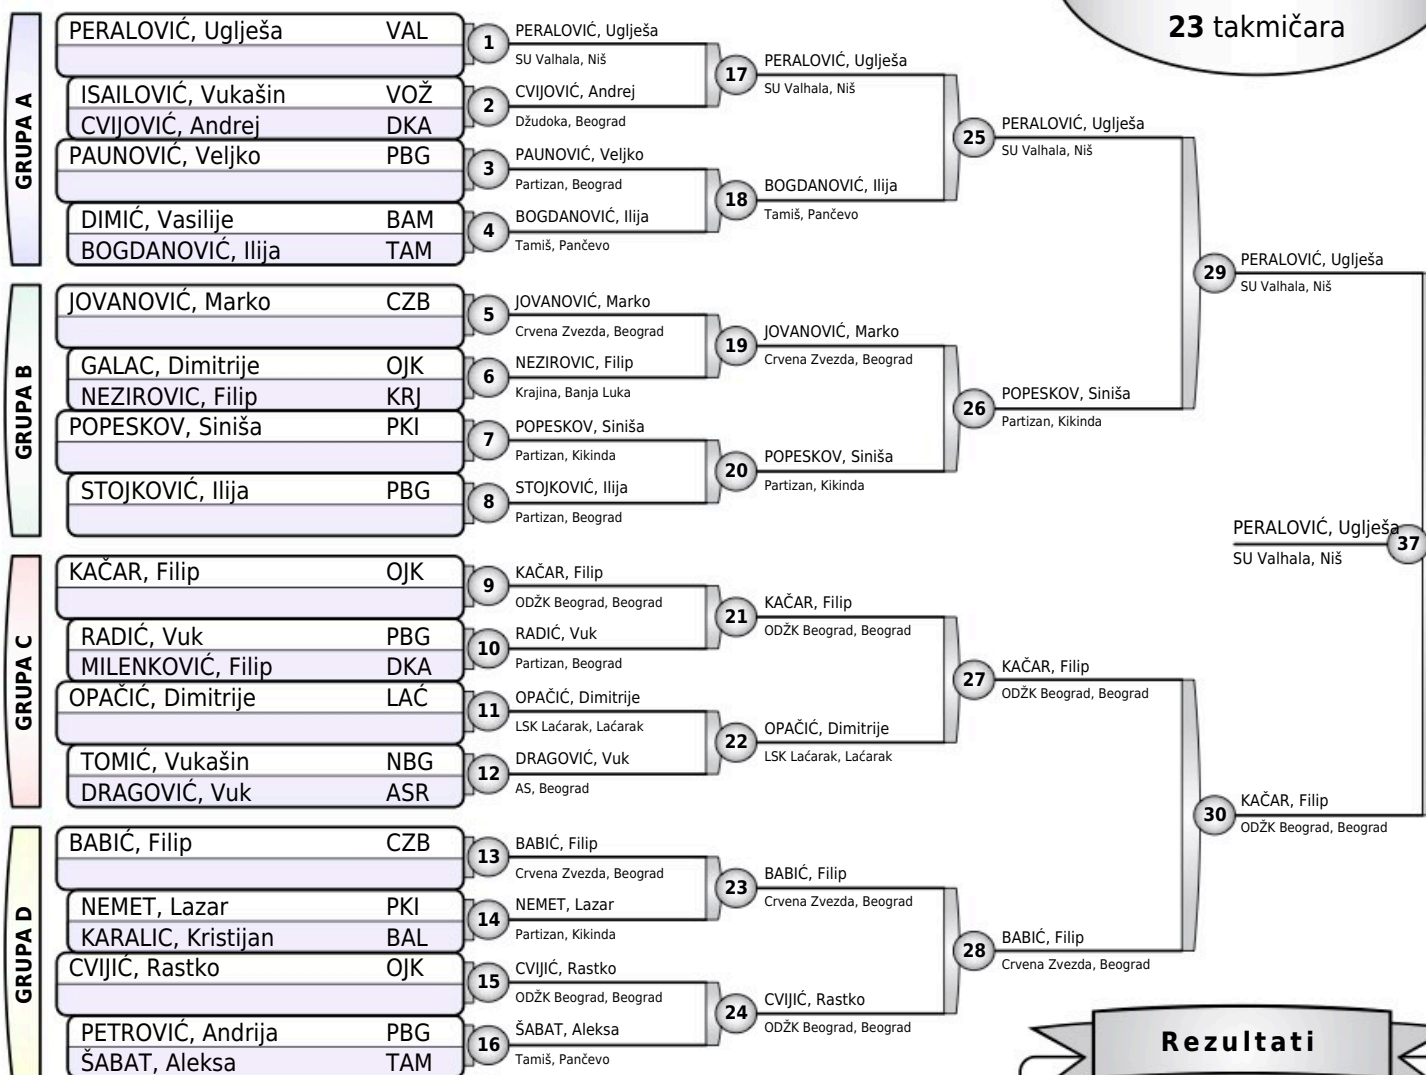 23 takmičara
GRUPA A
PERALOVIĆ, Uglješa VAL
ISAILOVIĆ, Vukašin VOŽ
CVIJOVIĆ, Andrej DKA
PAUNOVIĆ, Veljko PBG
DIMIĆ, Vasilije BAM
BOGDANOVIĆ, Ilija TAM
GRUPA B
JOVANOVIĆ, Marko CZB
GALAC, Dimitrije OJK
NEZIROVIC, Filip KRJ
POPESKOV, Siniša PKI
STOJKOVIĆ, Ilija PBG
GRUPA C
KAČAR, Filip OJK
RADIĆ, Vuk PBG
MILENKOVIĆ, Filip DKA
OPAČIĆ, Dimitrije LAĆ
TOMIĆ, Vukašin NBG
DRAGOVIĆ, Vuk ASR
GRUPA D
BABIĆ, Filip CZB
NEMET, Lazar PKI
KARALIC, Kristijan BAL
CVIJIĆ, Rastko OJK
PETROVIĆ, Andrija PBG
ŠABAT, Aleksa TAM
1 PERALOVIĆ, Uglješa
SU Valhala, Niš
2 CVIJOVIĆ, Andrej
Džudoka, Beograd
3 PAUNOVIĆ, Veljko
Partizan, Beograd
4 BOGDANOVIĆ, Ilija
Tamiš, Pančevo
5 JOVANOVIĆ, Marko
Crvena Zvezda, Beograd
6 NEZIROVIC, Filip
Krajina, Banja Luka
7 POPESKOV, Siniša
Partizan, Kikinda
8 STOJKOVIĆ, Ilija
Partizan, Beograd
9 KAČAR, Filip
ODŽK Beograd, Beograd
10 RADIĆ, Vuk
Partizan, Beograd
11 OPAČIĆ, Dimitrije
LSK Laćarak, Laćarak
12 DRAGOVIĆ, Vuk
AS, Beograd
13 BABIĆ, Filip
Crvena Zvezda, Beograd
14 NEMET, Lazar
Partizan, Kikinda
15 CVIJIĆ, Rastko
ODŽK Beograd, Beograd
16 ŠABAT, Aleksa
Tamiš, Pančevo
17 PERALOVIĆ, Uglješa
SU Valhala, Niš
18 BOGDANOVIĆ, Ilija
Tamiš, Pančevo
19 JOVANOVIĆ, Marko
Crvena Zvezda, Beograd
20 POPESKOV, Siniša
Partizan, Kikinda
21 KAČAR, Filip
ODŽK Beograd, Beograd
22 OPAČIĆ, Dimitrije
LSK Laćarak, Laćarak
23 BABIĆ, Filip
Crvena Zvezda, Beograd
24 CVIJIĆ, Rastko
ODŽK Beograd, Beograd
25 PERALOVIĆ, Uglješa
SU Valhala, Niš
26 POPESKOV, Siniša
Partizan, Kikinda
27 KAČAR, Filip
ODŽK Beograd, Beograd
28 BABIĆ, Filip
Crvena Zvezda, Beograd
29 PERALOVIĆ, Uglješa
SU Valhala, Niš
30 KAČAR, Filip
ODŽK Beograd, Beograd
PERALOVIĆ, Uglješa 37
SU Valhala, Niš
Rezultati